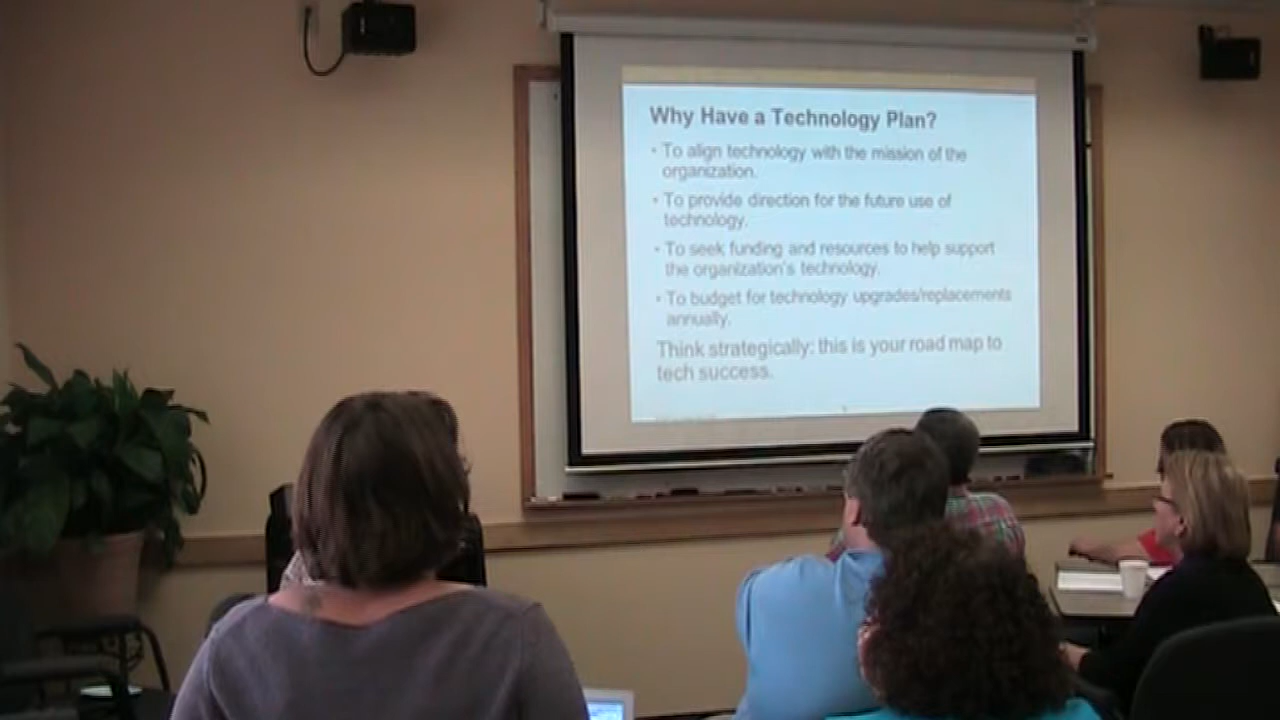 Why Have a Technology Plan?
• To align technology with the mission of the
organization.
• To provide direction for the future use of
technology.
• To seek funding and resources to help support
the organization's technology.
• To budget for technology upgrades/replacements
annually.
Think strategically: this is your road map to
tech success.